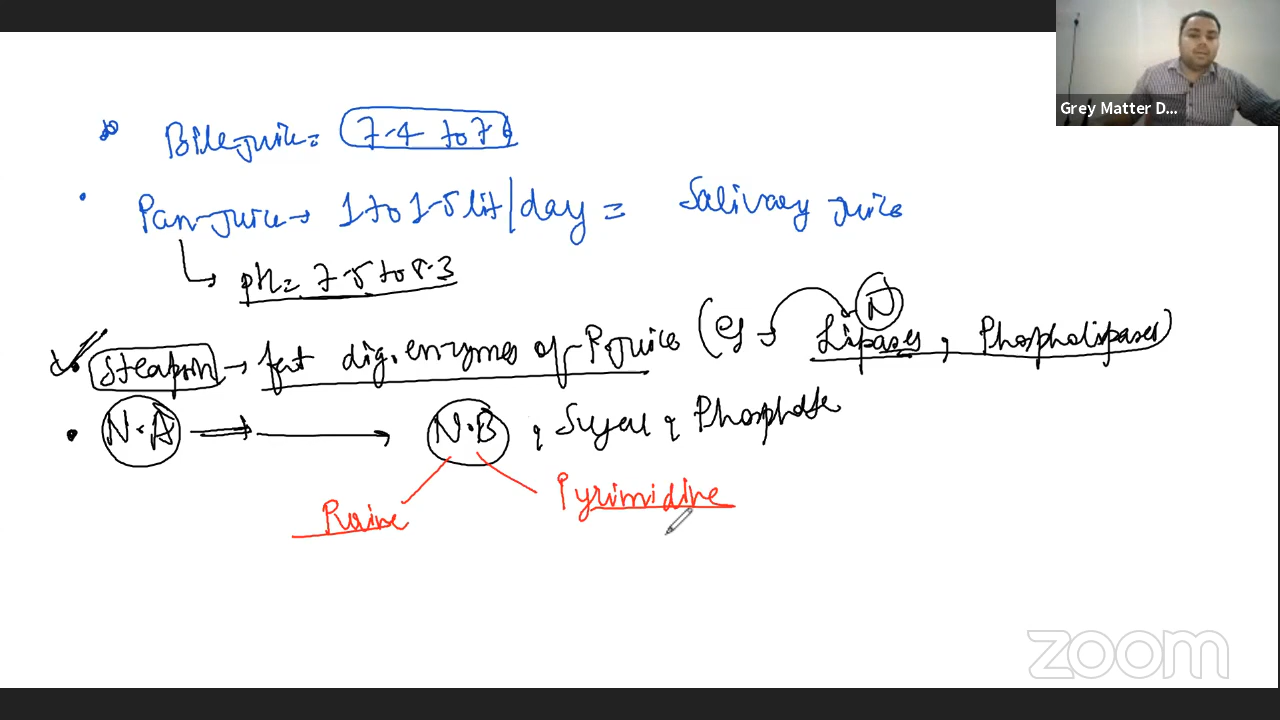 Grey Matter D...
Bile juice = 7.4 to 7.
Pan-juice → 1 to 1.5 lit/day = Salivary juice
pH = 7.5 to 8.3
Steapsin → fat dig. enzymes of P.juice (eg → Lipases, Phospholipases)
N
• N.A → N.B, Sugar & Phosphate
Purine Pyrimidine
zoom